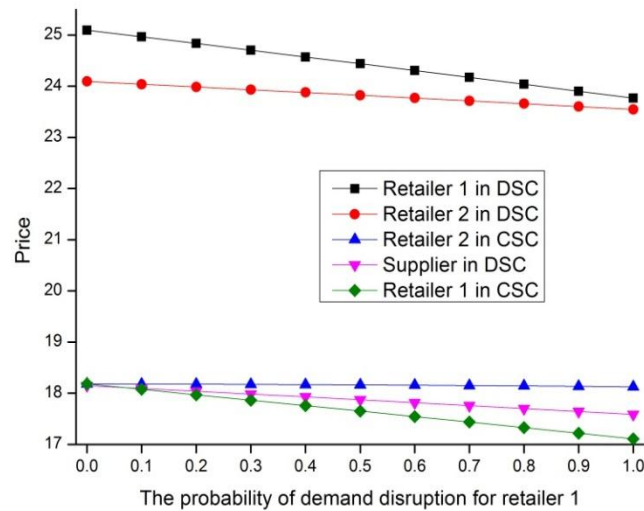 25
24
23
22
21
20
19
18
17
Price
Retailer 1 in DSC
Retailer 2 in DSC
Retailer 2 in CSC
Supplier in DSC
Retailer 1 in CSC
0.0 0.1 0.2 0.3 0.4 0.5 0.6 0.7 0.8 0.9 1.0
The probability of demand disruption for retailer 1